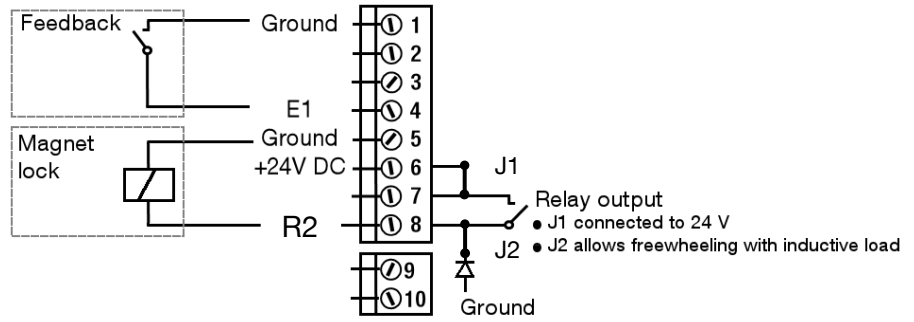 Feedback
Ground
1
2
3
E1
4
Magnet
lock
Ground
5
+24V DC
6
J1
7
Relay output
R2
8
• J1 connected to 24 V
J2
• J2 allows freewheeling with inductive load
9
10
Ground